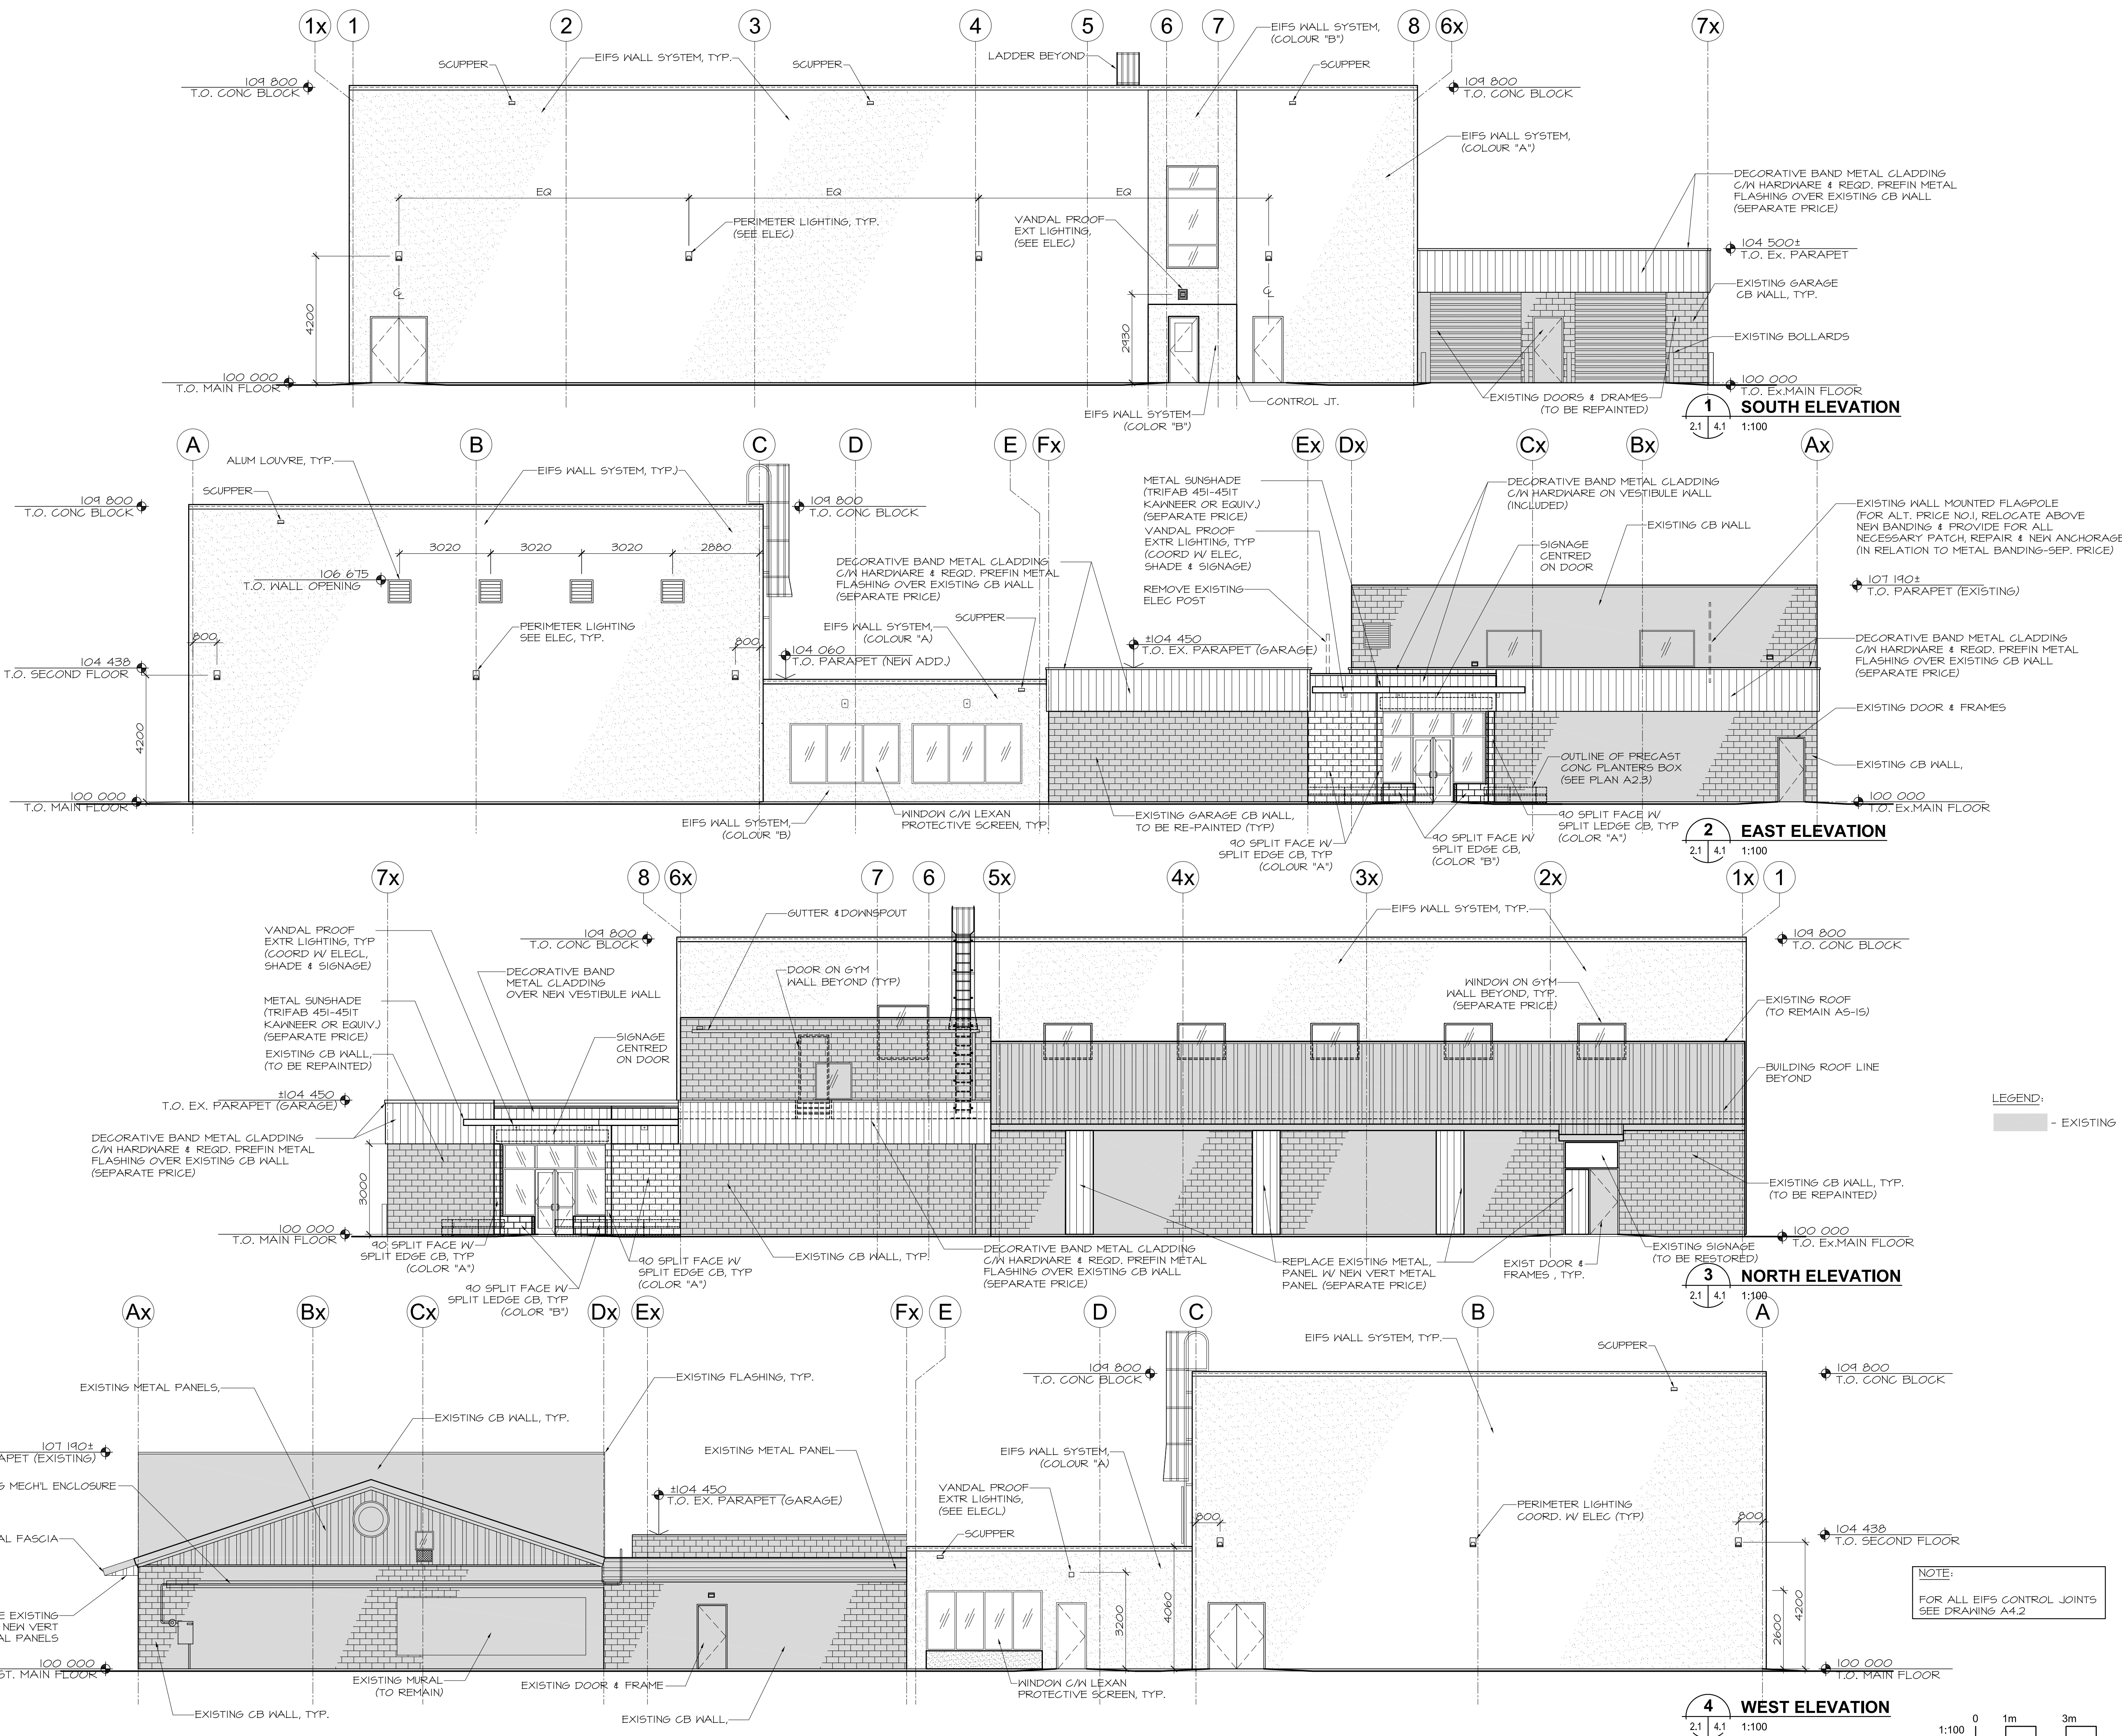 1x
1
2
3
4
5
6
7
8
6x
7x
EIFS WALL SYSTEM,
(COLOUR "B")
LADDER BEYOND
SCUPPER
EIFS WALL SYSTEM, TYP.
SCUPPER
SCUPPER
109 800
T.O. CONC BLOCK
109 800
T.O. CONC BLOCK
EIFS WALL SYSTEM,
(COLOUR "A")
DECORATIVE BAND METAL CLADDING
C/W HARDWARE & REQD. PREFIN METAL
FLASHING OVER EXISTING CB WALL
(SEPARATE PRICE)
EQ
EQ
EQ
PERIMETER LIGHTING, TYP.
(SEE ELEC)
VANDAL PROOF
EXT LIGHTING,
(SEE ELEC)
104 500±
T.O. Ex. PARAPET
EXISTING GARAGE
CB WALL, TYP.
4200
2930
EXISTING BOLLARDS
100 000
T.O. MAIN FLOOR
100 000
T.O. Ex.MAIN FLOOR
EXISTING DOORS & DRAMES
(TO BE REPAINTED)
CONTROL JT.
EIFS WALL SYSTEM
(COLOR "B")
1
2.1 4.1
SOUTH ELEVATION
1:100
A
B
C
D
E
Fx
Ex
Dx
Cx
Bx
Ax
ALUM LOUVRE, TYP.
SCUPPER
EIFS WALL SYSTEM, TYP.)
109 800
T.O. CONC BLOCK
109 800
T.O. CONC BLOCK
3020
3020
3020
2880
106 675
T.O. WALL OPENING
METAL SUNSHADE
(TRIFAB 451-451T
KAWNEER OR EQUIV.)
(SEPARATE PRICE)
VANDAL PROOF
EXTR LIGHTING, TYP
(COORD W/ ELEC,
SHADE & SIGNAGE)
REMOVE EXISTING
ELEC POST
DECORATIVE BAND METAL CLADDING
C/W HARDWARE ON VESTIBULE WALL
(INCLUDED)
EXISTING CB WALL
SIGNAGE
CENTRED
ON DOOR
EXISTING WALL MOUNTED FLAGPOLE
(FOR ALT. PRICE NO.1, RELOCATE ABOVE
NEW BANDING & PROVIDE FOR ALL
NECESSARY PATCH, REPAIR & NEW ANCHORAGE
(IN RELATION TO METAL BANDING-SEP. PRICE)
107 190±
T.O. PARAPET (EXISTING)
DECORATIVE BAND METAL CLADDING
C/W HARDWARE & REQD. PREFIN METAL
FLASHING OVER EXISTING CB WALL
(SEPARATE PRICE)
EIFS WALL SYSTEM,
(COLOUR "A)
SCUPPER
PERIMETER LIGHTING
SEE ELEC, TYP.
800
800
104 438
T.O. SECOND FLOOR
104 060
T.O. PARAPET (NEW ADD.)
±104 450
T.O. EX. PARAPET (GARAGE)
DECORATIVE BAND METAL CLADDING
C/W HARDWARE & REQD. PREFIN METAL
FLASHING OVER EXISTING CB WALL
(SEPARATE PRICE)
EXISTING DOOR & FRAMES
4200
OUTLINE OF PRECAST
CONC PLANTERS BOX
(SEE PLAN A2.3)
EXISTING CB WALL,
100 000
T.O. MAIN FLOOR
100 000
T.O. Ex.MAIN FLOOR
EIFS WALL SYSTEM,
(COLOUR "B)
WINDOW C/W LEXAN
PROTECTIVE SCREEN, TYP.
EXISTING GARAGE CB WALL,
TO BE RE-PAINTED (TYP)
90 SPLIT FACE W/
SPLIT EDGE CB, TYP
(COLOUR "A")
90 SPLIT FACE W/
SPLIT EDGE CB,
(COLOR "B")
90 SPLIT FACE W/
SPLIT LEDGE CB, TYP
(COLOR "A")
2
2.1 4.1
EAST ELEVATION
1:100
7x
8
6x
7
6
5x
4x
3x
2x
1x
1
VANDAL PROOF
EXTR LIGHTING, TYP
(COORD W/ ELECL,
SHADE & SIGNAGE)
METAL SUNSHADE
(TRIFAB 451-451T
KAWNEER OR EQUIV.)
(SEPARATE PRICE)
EXISTING CB WALL,
(TO BE REPAINTED)
109 800
T.O. CONC BLOCK
GUTTER &DOWNSPOUT
DECORATIVE BAND
METAL CLADDING
OVER NEW VESTIBULE WALL
SIGNAGE
CENTRED
ON DOOR
DOOR ON GYM
WALL BEYOND (TYP)
EIFS WALL SYSTEM, TYP.
WINDOW ON GYM
WALL BEYOND, TYP.
(SEPARATE PRICE)
109 800
T.O. CONC BLOCK
EXISTING ROOF
(TO REMAIN AS-IS)
BUILDING ROOF LINE
BEYOND
±104 450
T.O. EX. PARAPET (GARAGE)
DECORATIVE BAND METAL CLADDING
C/W HARDWARE & REQD. PREFIN METAL
FLASHING OVER EXISTING CB WALL
(SEPARATE PRICE)
3000
LEGEND:
- EXISTING
EXISTING CB WALL, TYP.
(TO BE REPAINTED)
100 000
T.O. MAIN FLOOR
100 000
T.O. Ex.MAIN FLOOR
90 SPLIT FACE W/
SPLIT EDGE CB, TYP
(COLOR "A")
90 SPLIT FACE W/
SPLIT LEDGE CB, TYP
(COLOR "B")
90 SPLIT FACE W/
SPLIT EDGE CB, TYP
(COLOR "A")
EXISTING CB WALL, TYP
DECORATIVE BAND METAL CLADDING
C/W HARDWARE & REQD. PREFIN METAL
FLASHING OVER EXISTING CB WALL
(SEPARATE PRICE)
REPLACE EXISTING METAL,
PANEL W/ NEW VERT METAL
PANEL (SEPARATE PRICE)
EXIST DOOR &
FRAMES , TYP.
EXISTING SIGNAGE
(TO BE RESTORED)
3
2.1 4.1
NORTH ELEVATION
1:100
Ax
Bx
Cx
Dx
Ex
Fx
E
D
C
B
A
EXISTING METAL PANELS,
EXISTING CB WALL, TYP.
EXISTING FLASHING, TYP.
109 800
T.O. CONC BLOCK
EIFS WALL SYSTEM, TYP.
SCUPPER
109 800
T.O. CONC BLOCK
107 190±
APET (EXISTING)
G MECH'L ENCLOSURE
EXISTING METAL PANEL
±104 450
T.O. EX. PARAPET (GARAGE)
EIFS WALL SYSTEM,
(COLOUR "A)
VANDAL PROOF
EXTR LIGHTING,
(SEE ELECL)
SCUPPER
AL FASCIA
800
PERIMETER LIGHTING
COORD. W/ ELEC (TYP)
800
104 438
T.O. SECOND FLOOR
3200
4060
2600
4200
NOTE:
FOR ALL EIFS CONTROL JOINTS
SEE DRAWING A4.2
E EXISTING
NEW VERT
AL PANELS
100 000
ST. MAIN FLOOR
EXISTING MURAL
(TO REMAIN)
EXISTING DOOR & FRAME
WINDOW C/W LEXAN
PROTECTIVE SCREEN, TYP.
100 000
T.O. MAIN FLOOR
EXISTING CB WALL, TYP.
EXISTING CB WALL,
4
2.1 4.1
WEST ELEVATION
1:100
1:100
0 1m 3m